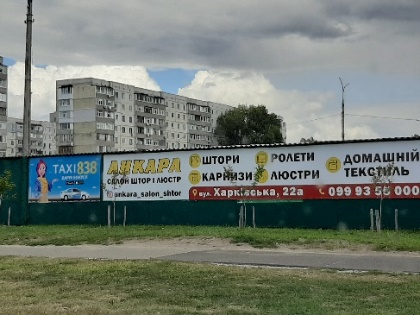 TAXI 838
АНКАРА
САЛОН ШТОР І ЛЮСТР
ankara_salon_shtor
ШТОРИ
РОЛЕТИ
КАРНИЗИ
ЛЮСТРИ
ДОМАШНІЙ
ТЕКСТИЛЬ
вул. Харківська, 22а
099 93 55 000